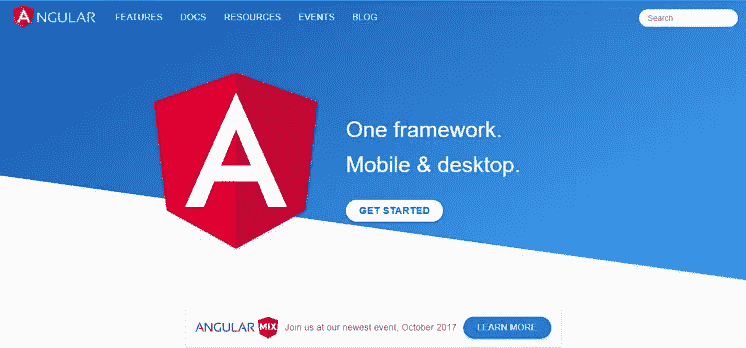 ANGULAR FEATURES DOCS RESOURCES EVENTS BLOG Search
A
One framework.
Mobile & desktop.
GET STARTED
ANGULAR MIX Join us at our newest event, October 2017 LEARN MORE